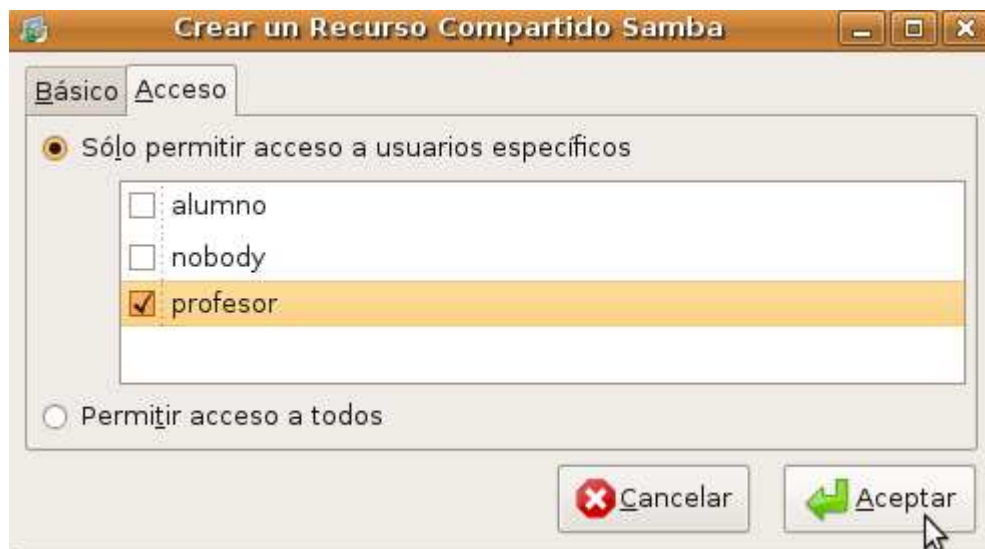 Crear un Recurso Compartido Samba
Básico Acceso
Sólo permitir acceso a usuarios específicos
alumno
nobody
profesor
Permitir acceso a todos
Cancelar Aceptar